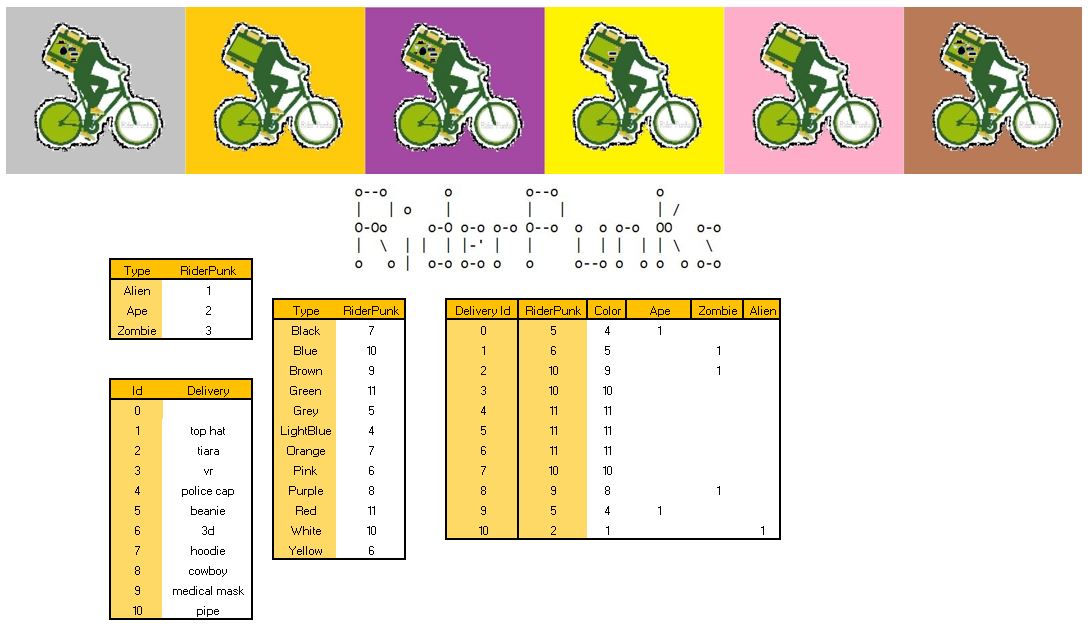 RiderPunk
Type RiderPunk
Alien 1
Ape 2
Zombie 3
Id Delivery
0
1 top hat
2 tiara
3 vr
4 police cap
5 beanie
6 3d
7 hoodie
8 cowboy
9 medical mask
10 pipe
Type RiderPunk
Black 7
Blue 10
Brown 9
Green 11
Grey 5
LightBlue 4
Orange 7
Pink 6
Purple 8
Red 11
White 10
Yellow 6
Delivery Id RiderPunk Color Ape Zombie Alien
0 5 4 1
1 6 5 1
2 10 9 1
3 10 10
4 11 11
5 11 11
6 11 11
7 10 10
8 9 8 1
9 5 4 1
10 2 1 1